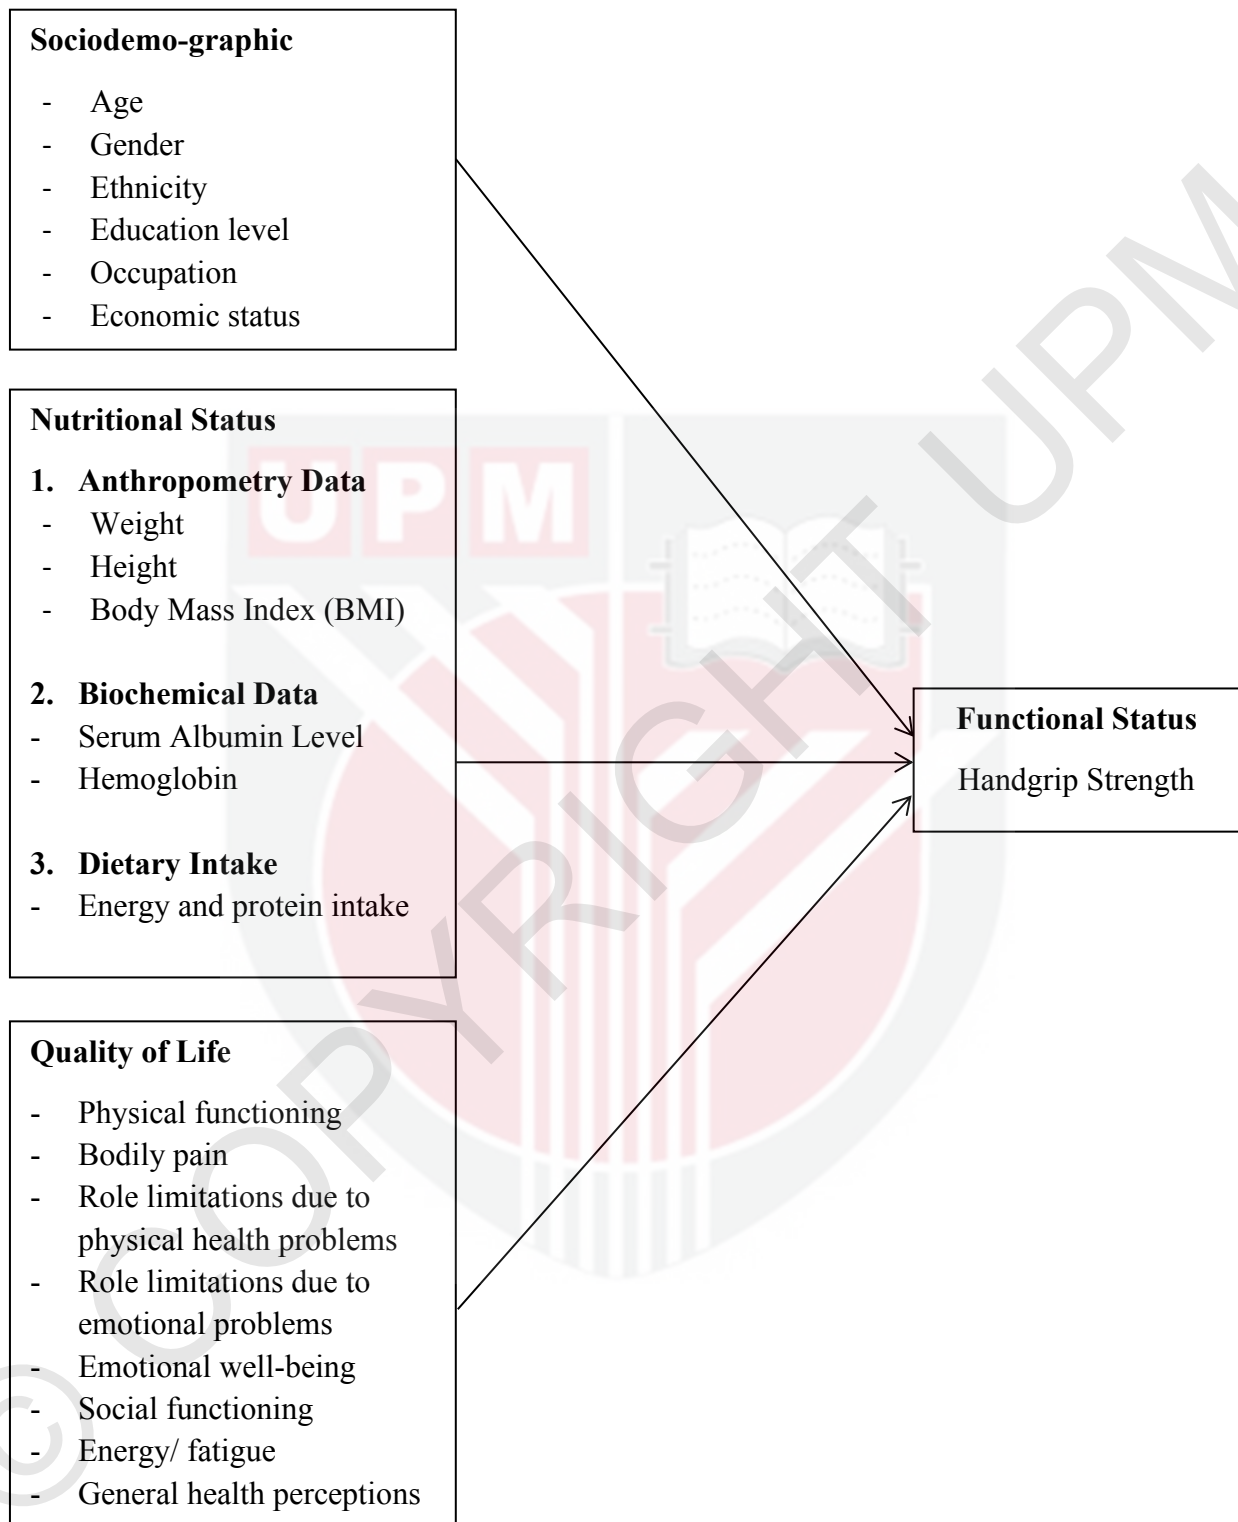 Sociodemo-graphic
- Age
- Gender
- Ethnicity
- Education level
- Occupation
- Economic status
Nutritional Status
1. Anthropometry Data
- Weight
- Height
- Body Mass Index (BMI)
2. Biochemical Data
- Serum Albumin Level
- Hemoglobin
3. Dietary Intake
- Energy and protein intake
Quality of Life
- Physical functioning
- Bodily pain
- Role limitations due to
physical health problems
- Role limitations due to
emotional problems
- Emotional well-being
- Social functioning
- Energy/ fatigue
- General health perceptions
Functional Status
Handgrip Strength
UPM
© COPYRIGHT UPM